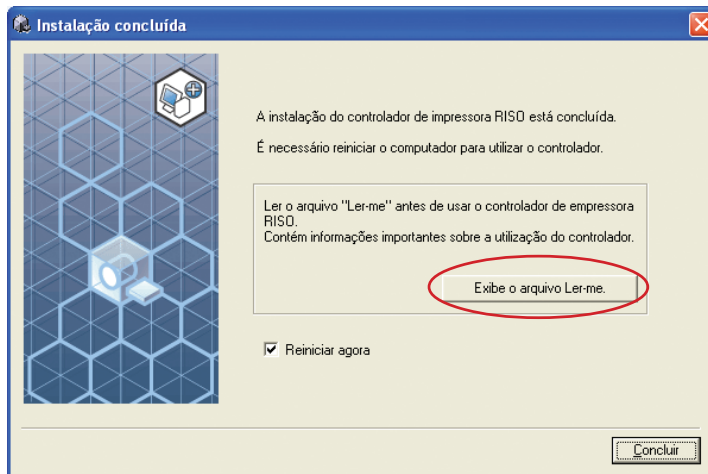 Instalação concluída
A instalação do controlador de impressora RISO está concluída.
É necessário reiniciar o computador para utilizar o controlador.
Ler o arquivo "Ler-me" antes de usar o controlador de empressora
RISO.
Contém informações importantes sobre a utilização do controlador.
Exibe o arquivo Ler-me.
Reiniciar agora
Concluir